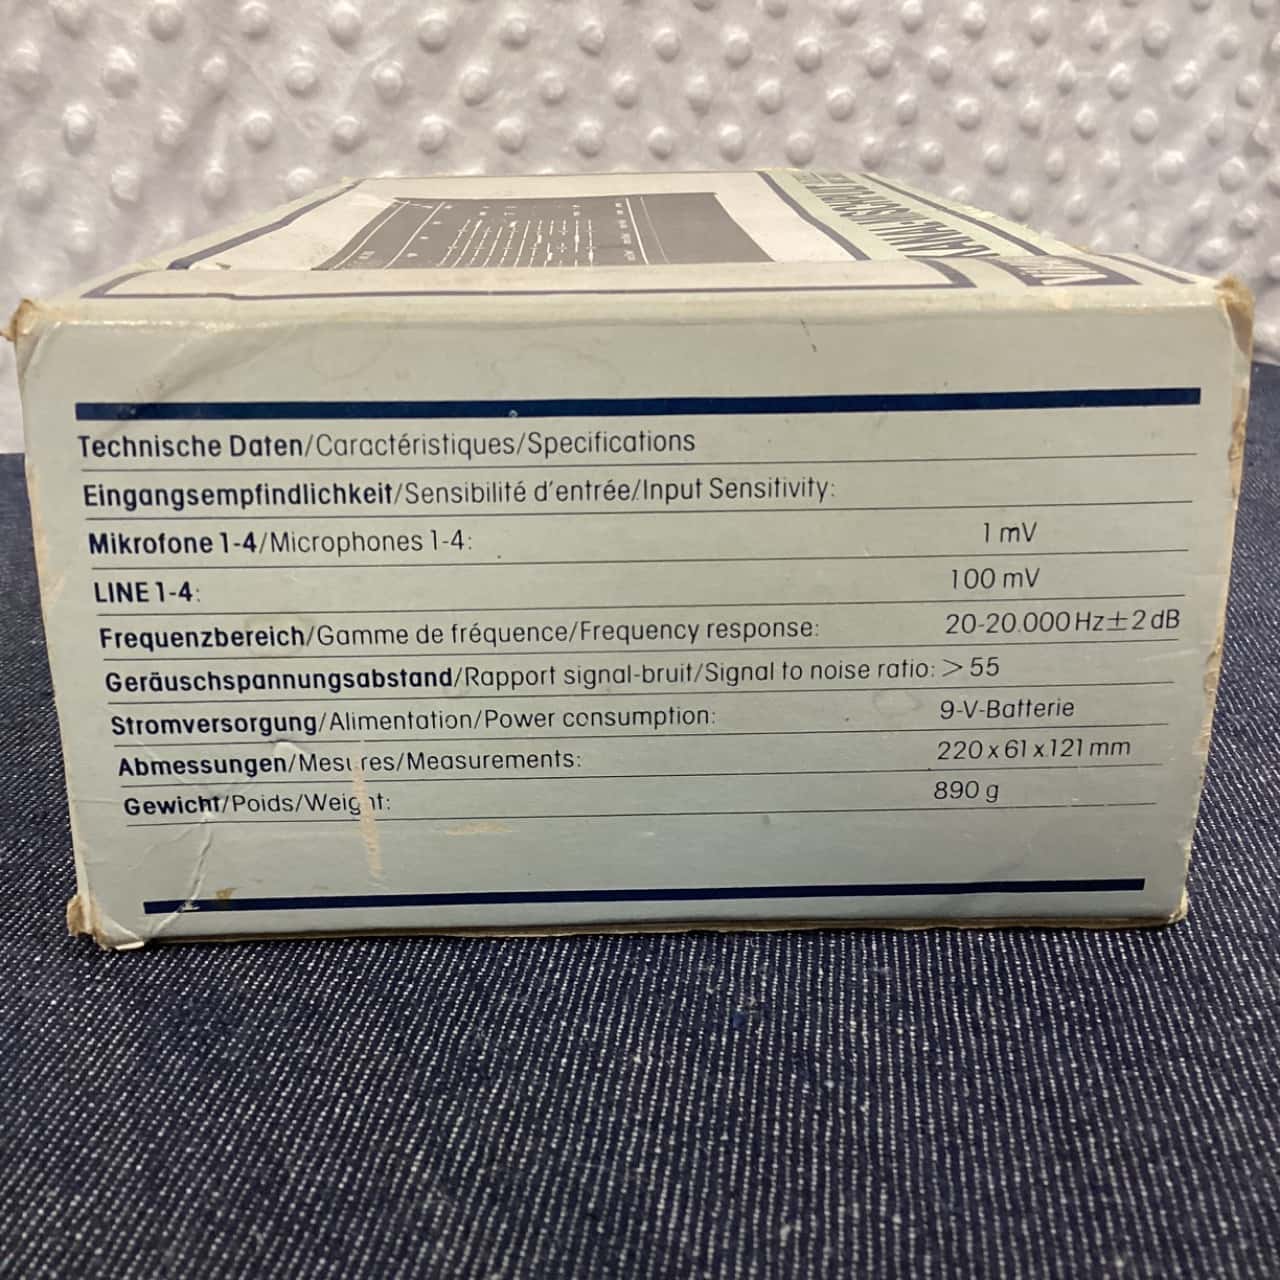 Technische Daten/Caractéristiques/Specifications
Eingangsempfindlichkeit/Sensibilité d'entrée/Input Sensitivity:
Mikrofone 1-4/Microphones 1-4: 1 mV
LINE 1-4: 100 mV
Frequenzbereich/Gamme de fréquence/Frequency response: 20-20.000 Hz±2 dB
Geräuschspannungsabstand/Rapport signal-bruit/Signal to noise ratio: > 55
Stromversorgung/Alimentation/Power consumption: 9-V-Batterie
Abmessungen/Mesures/Measurements: 220 x 61 x 121 mm
Gewicht/Poids/Weight: 890 g